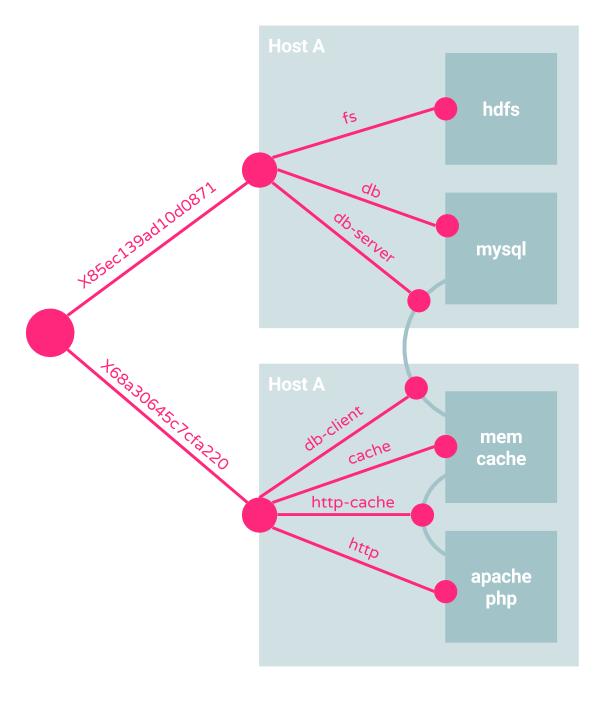 Host A
hdfs
fs
db
X85ec139ad10d0871
db-server
mysql
X68a30645c7cfa220
Host A
db-client
mem
cache
cache
http-cache
http
apache
php